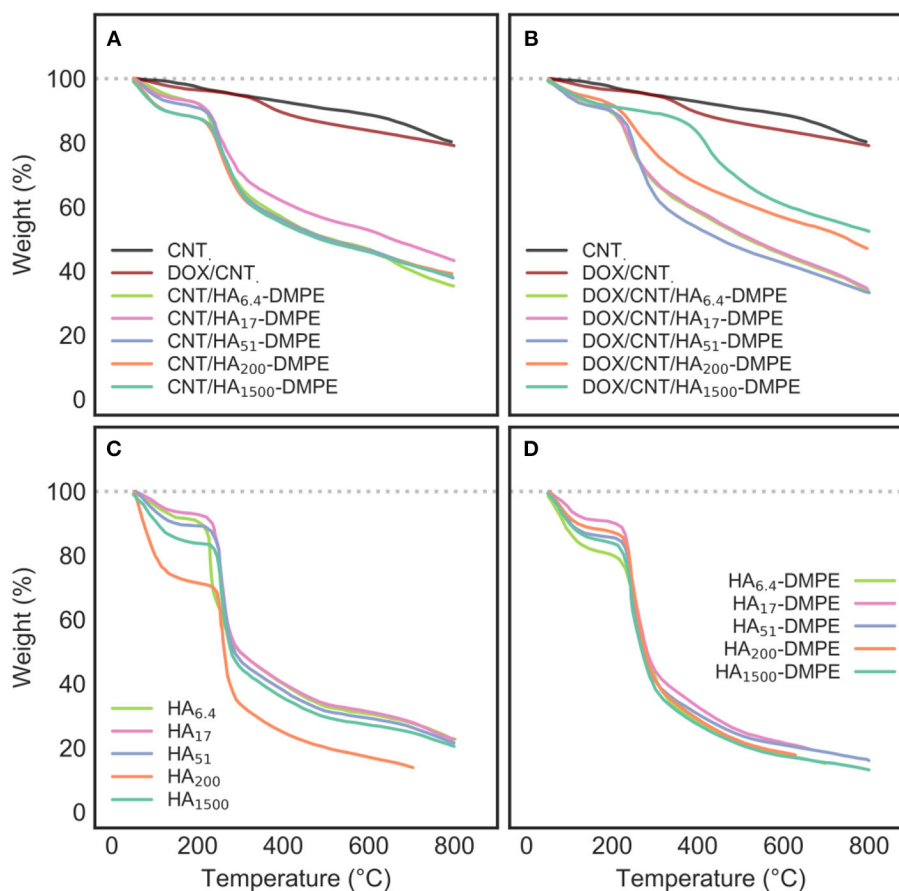 A
B
100
80
60
40
20
0
Weight (%)
CNT.
DOX/CNT.
CNT/HA₆.₄-DMPE
CNT/HA₁₇-DMPE
CNT/HA₅₁-DMPE
CNT/HA₂₀₀-DMPE
CNT/HA₁₅₀₀-DMPE
CNT.
DOX/CNT.
DOX/CNT/HA₆.₄-DMPE
DOX/CNT/HA₁₇-DMPE
DOX/CNT/HA₅₁-DMPE
DOX/CNT/HA₂₀₀-DMPE
DOX/CNT/HA₁₅₀₀-DMPE
C
D
100
80
60
40
20
0
Weight (%)
HA₆.₄
HA₁₇
HA₅₁
HA₂₀₀
HA₁₅₀₀
HA₆.₄-DMPE
HA₁₇-DMPE
HA₅₁-DMPE
HA₂₀₀-DMPE
HA₁₅₀₀-DMPE
0 200 400 600 800
0 200 400 600 800
Temperature (°C)
Temperature (°C)